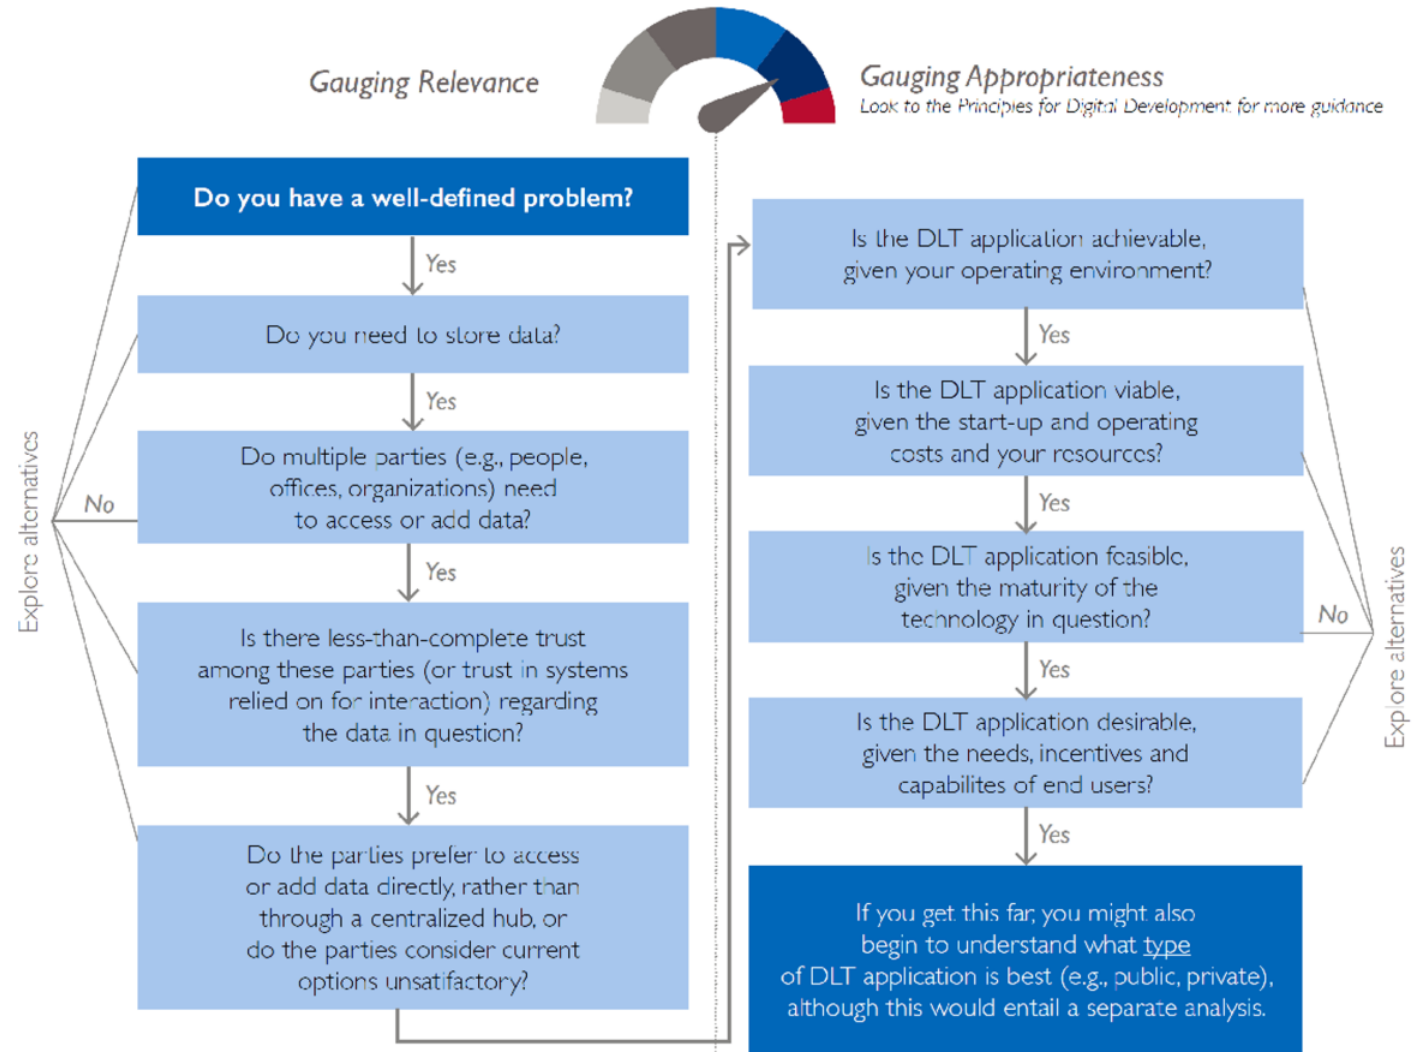 Gauging Relevance
Gauging Appropriateness
Look to the Principles for Digital Development for more guidance
Do you have a well-defined problem?
Yes
Do you need to store data?
Yes
Do multiple parties (e.g., people,
offices, organizations) need
to access or add data?
Yes
Is there less-than-complete trust
among these parties (or trust in systems
relied on for interaction) regarding
the data in question?
Yes
Do the parties prefer to access
or add data directly, rather than
through a centralized hub, or
do the parties consider current
options unsatisfactory?
No
Explore alternatives
Is the DLT application achievable,
given your operating environment?
Yes
Is the DLT application viable,
given the start-up and operating
costs and your resources?
Yes
Is the DLT application feasible,
given the maturity of the
technology in question?
Yes
Is the DLT application desirable,
given the needs, incentives and
capabilites of end users?
Yes
If you get this far, you might also
begin to understand what type
of DLT application is best (e.g., public, private),
although this would entail a separate analysis.
No
Explore alternatives